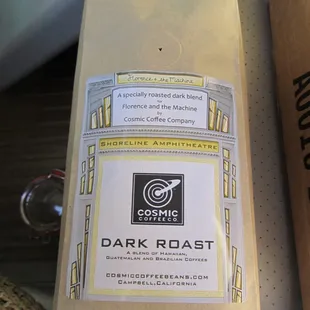 Florence + the Machine
A specially roasted dark blend
for
Florence and the Machine
by
Cosmic Coffee Company
SHORELINE AMPHITHEATRE
COSMIC
COFFEE CO.
DARK ROAST
A BLEND OF HAWAIIAN,
GUATEMALAN AND BRAZILIAN COFFEES
COSMICCOFFEEBEANS.COM
CAMPBELL, CALIFORNIA